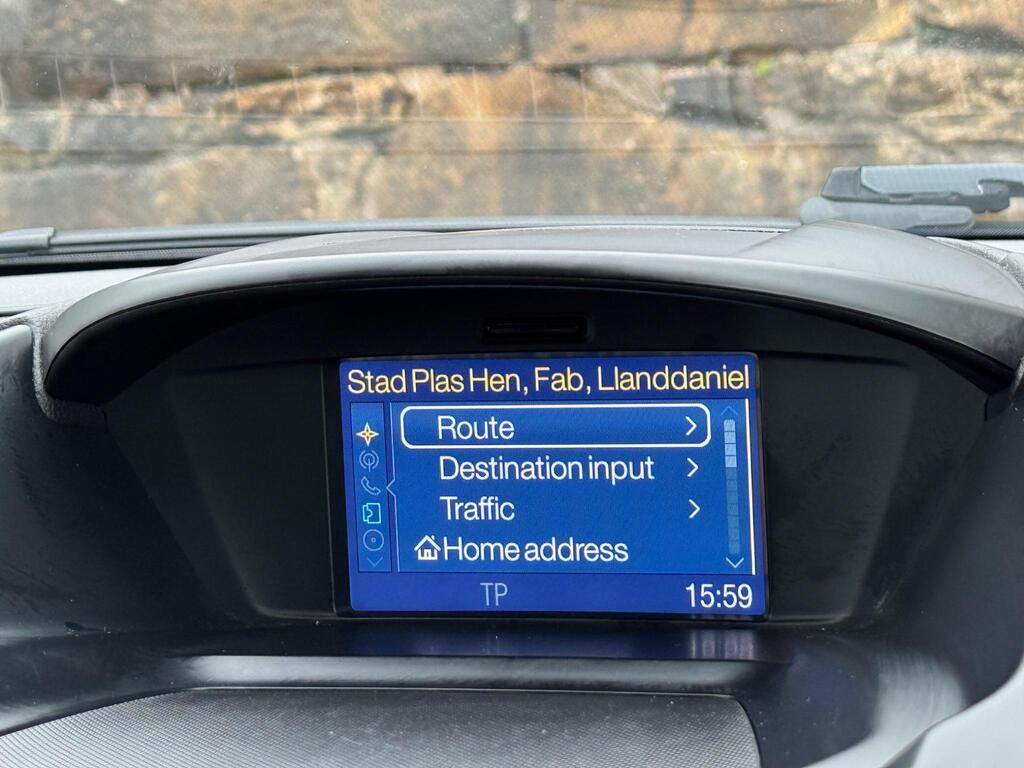 Stad Plas Hen, Fab, Llanddaniel
Route
Destination input
Traffic
Home address
TP 15:59